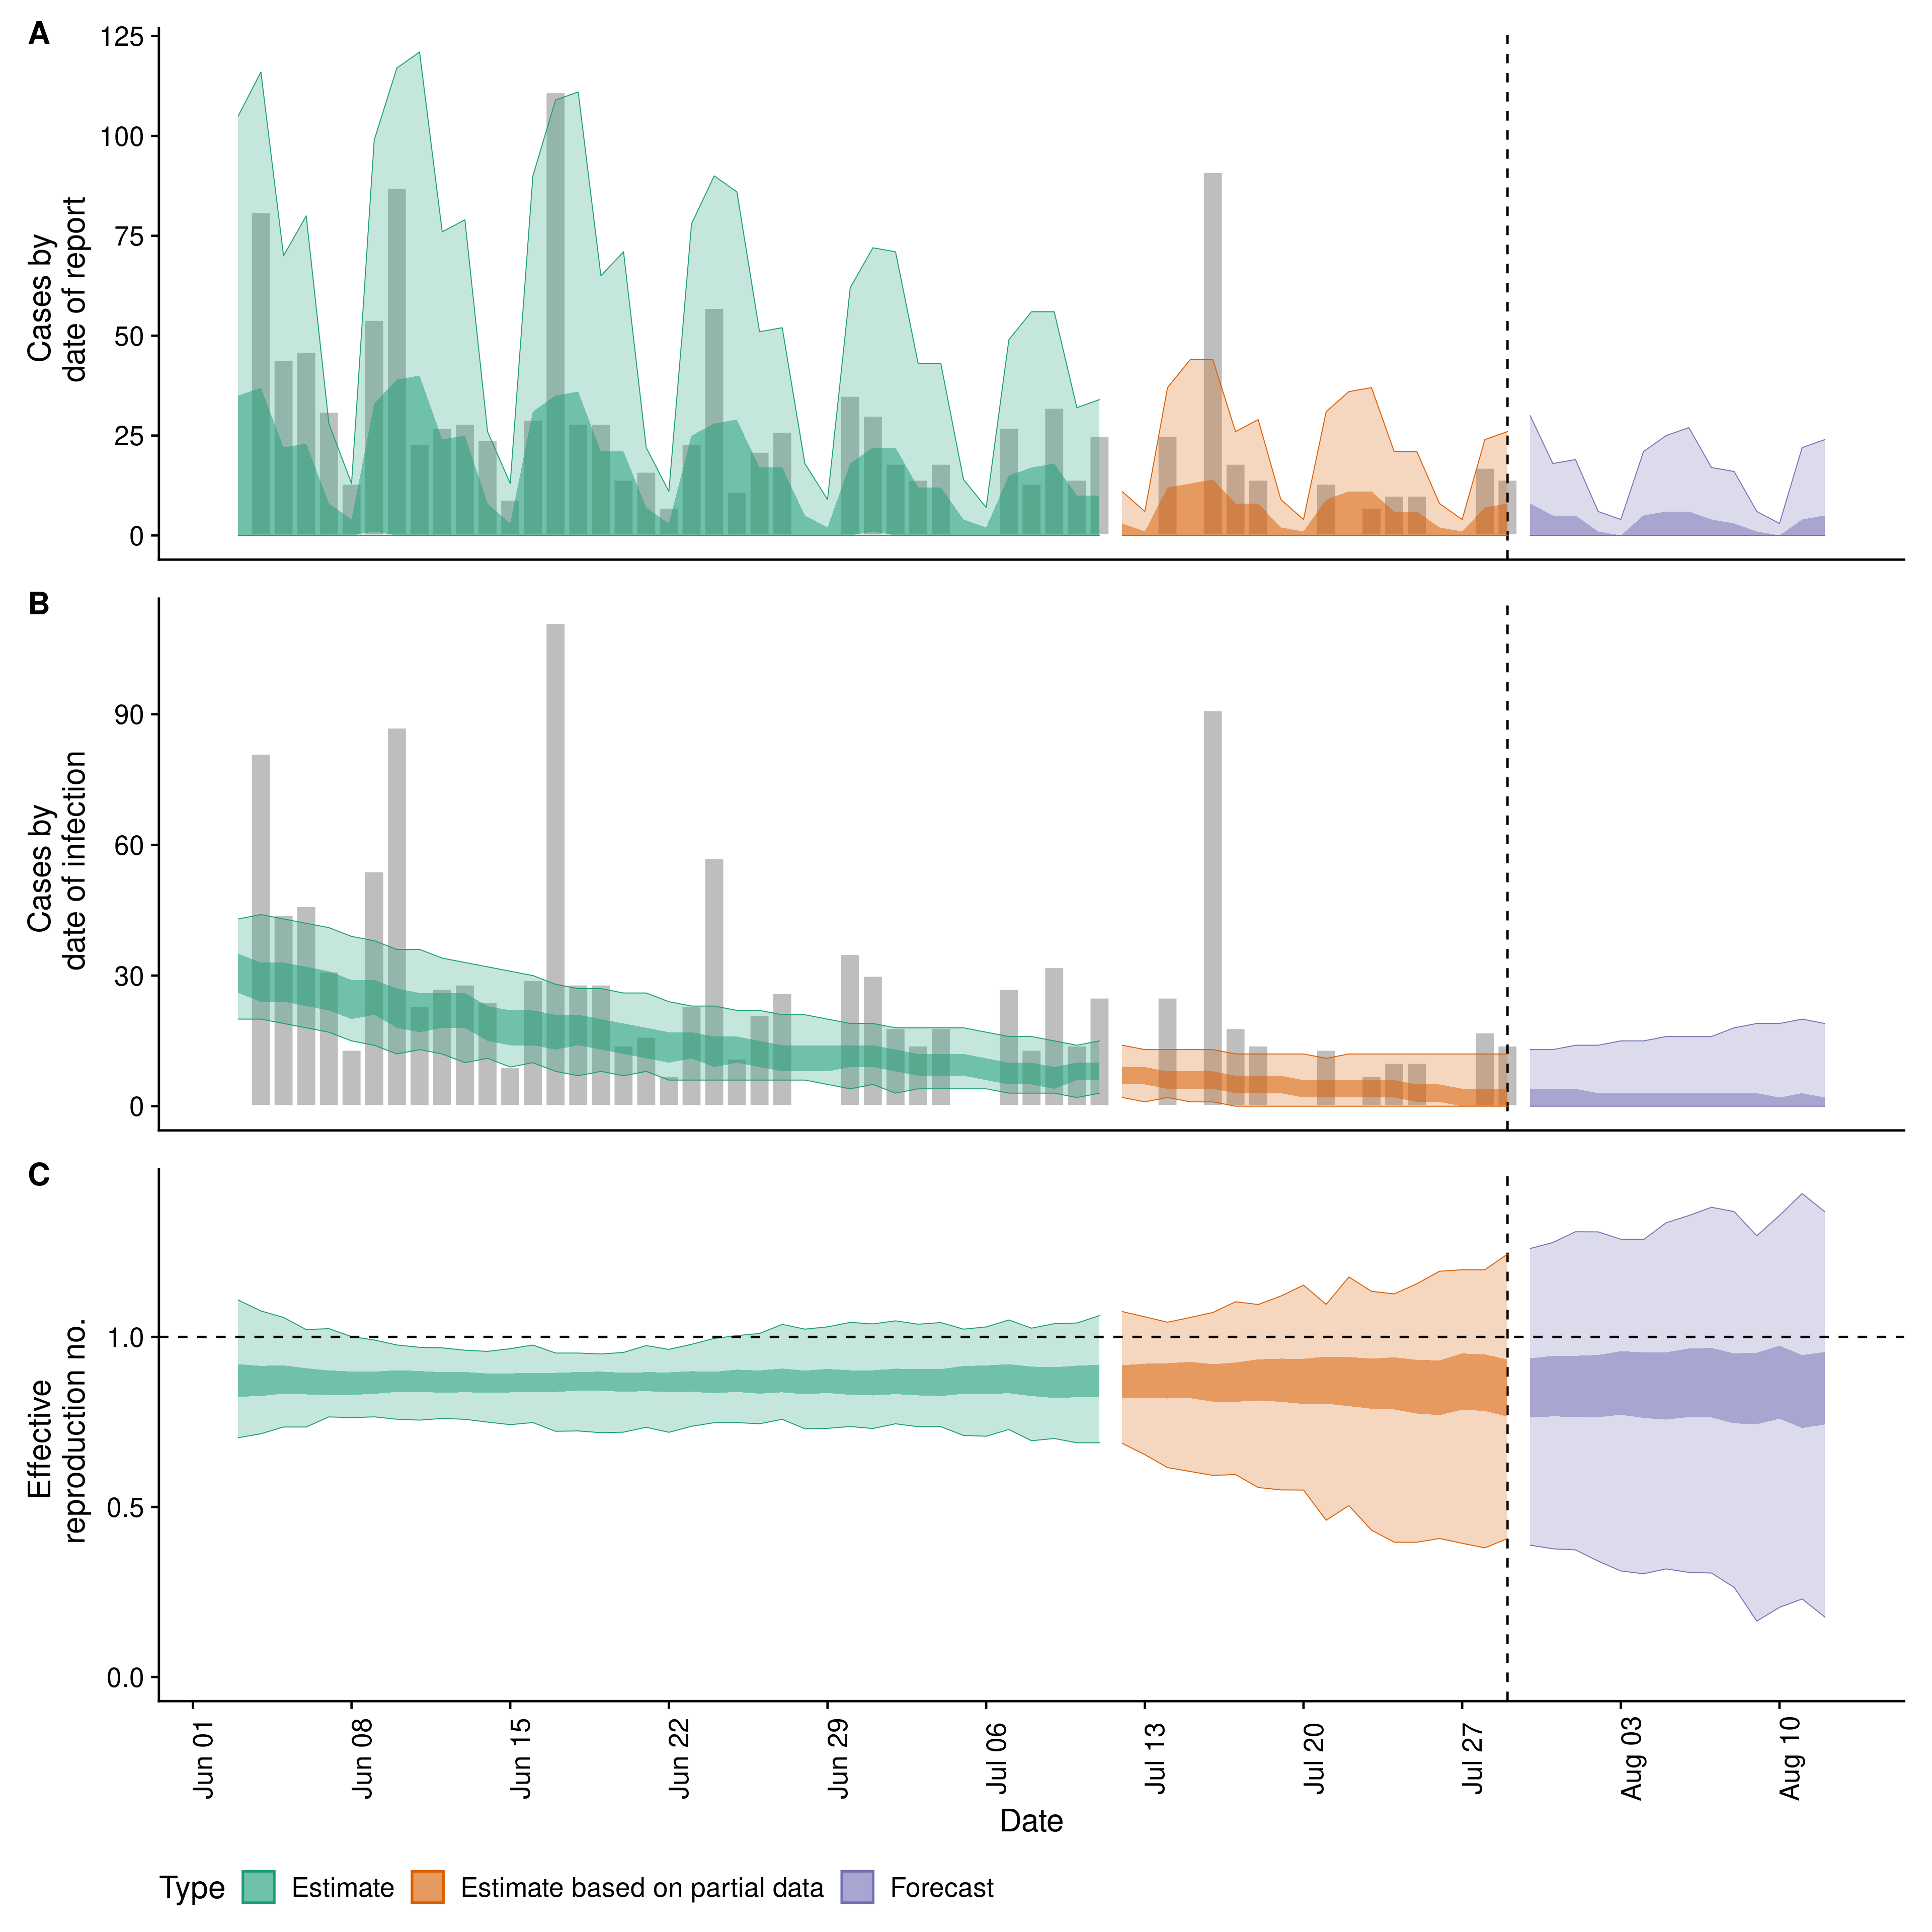 A
Cases by
date of report
125
100
75
50
25
0
B
Cases by
date of infection
90
60
30
0
C
Effective
reproduction no.
1.0
0.5
0.0
Jun 01
Jun 08
Jun 15
Jun 22
Jun 29
Jul 06
Jul 13
Jul 20
Jul 27
Aug 03
Aug 10
Date
Type Estimate Estimate based on partial data Forecast